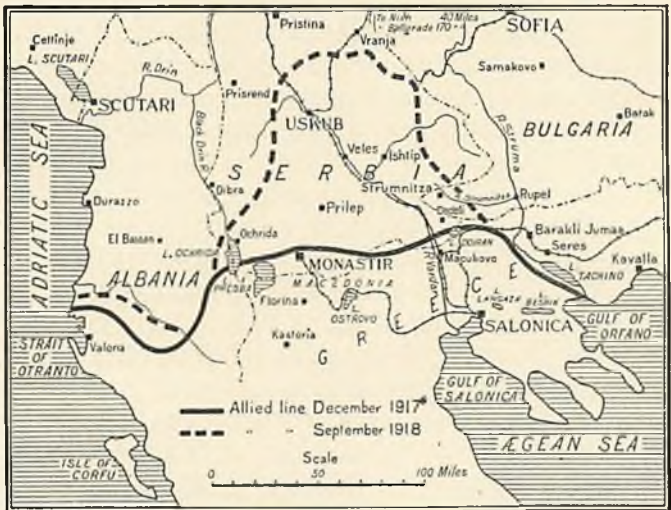 Cettinje
L. SCUTARI
Pristina
To Nish
40 Miles
Belgrade 170
Vranja
SOFIA
Samakovo
R. Drin
SCUTARI
Prisrend
USKUB
R. STRUMA
BULGARIA
Batak
ADRIATIC SEA
Black Drin R.
SERBIA
Veles
Ishtip
Dibra
Strumnitza
Rupel
Durazzo
Prilep
El Bassan
L. OCHRIDA
Ochrida
Barakli Jumaa
Seres
DOIRAN
Kavalla
ALBANIA
L. PRESBA
MONASTIR
MACEDONIA
Macukovo
R. Vardar
L. TACHINO
Florina
L. OSTROVO
L. LANGAZA
L. BESHIK
GREECE
SALONICA
GULF OF ORFANO
STRAIT OF OTRANTO
Valona
Kastoria
GULF OF SALONICA
Allied line December 1917
" " September 1918
ÆGEAN SEA
Scale
0 50 100 Miles
ISLE OF CORFU